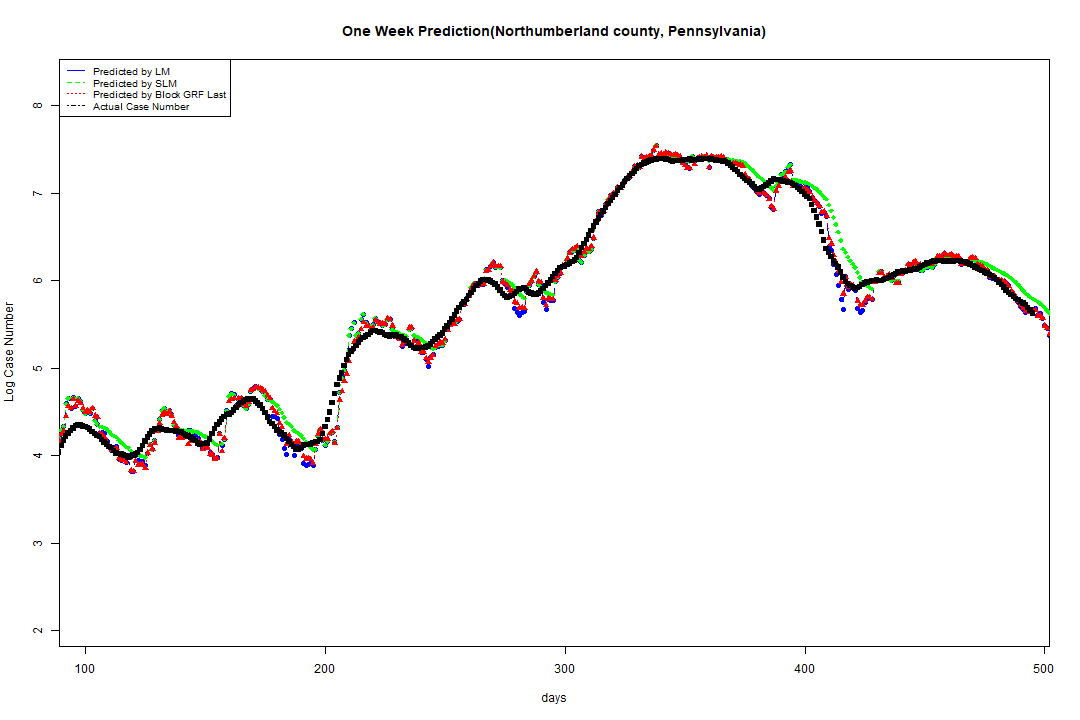 One Week Prediction(Northumberland county, Pennsylvania)
Predicted by LM
Predicted by SLM
Predicted by Block GRF Last
Actual Case Number
8
7
6
5
4
3
2
Log Case Number
100 200 300 400 500
days